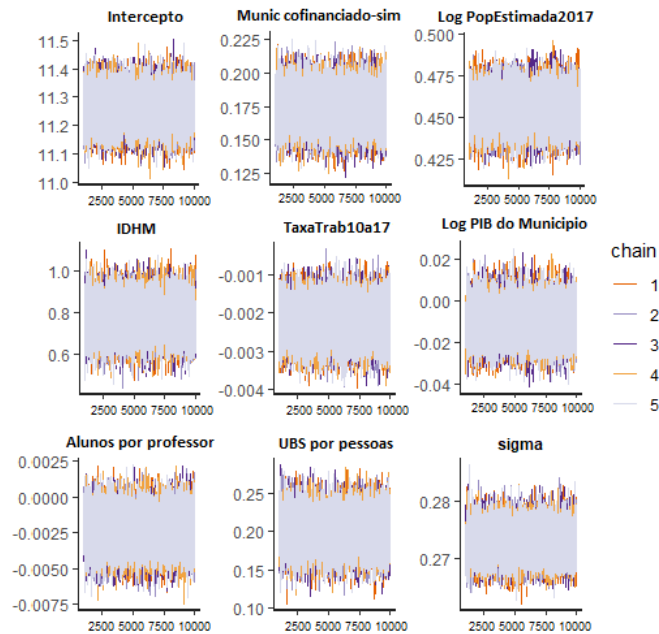 Intercepto
11.5
11.4
11.3
11.2
11.1
11.0
2500 5000 7500 10000
Munic cofinanciado-sim
0.225
0.200
0.175
0.150
0.125
2500 5000 7500 10000
Log PopEstimada2017
0.500
0.475
0.450
0.425
2500 5000 7500 10000
IDHM
1.0
0.8
0.6
2500 5000 7500 10000
TaxaTrab10a17
-0.001
-0.002
-0.003
-0.004
2500 5000 7500 10000
Log PIB do Municipio
0.02
0.00
-0.02
-0.04
2500 5000 7500 10000
chain
1
2
3
4
5
Alunos por professor
0.0025
0.0000
-0.0025
-0.0050
-0.0075
2500 5000 7500 10000
UBS por pessoas
0.25
0.20
0.15
0.10
2500 5000 7500 10000
sigma
0.28
0.27
2500 5000 7500 10000